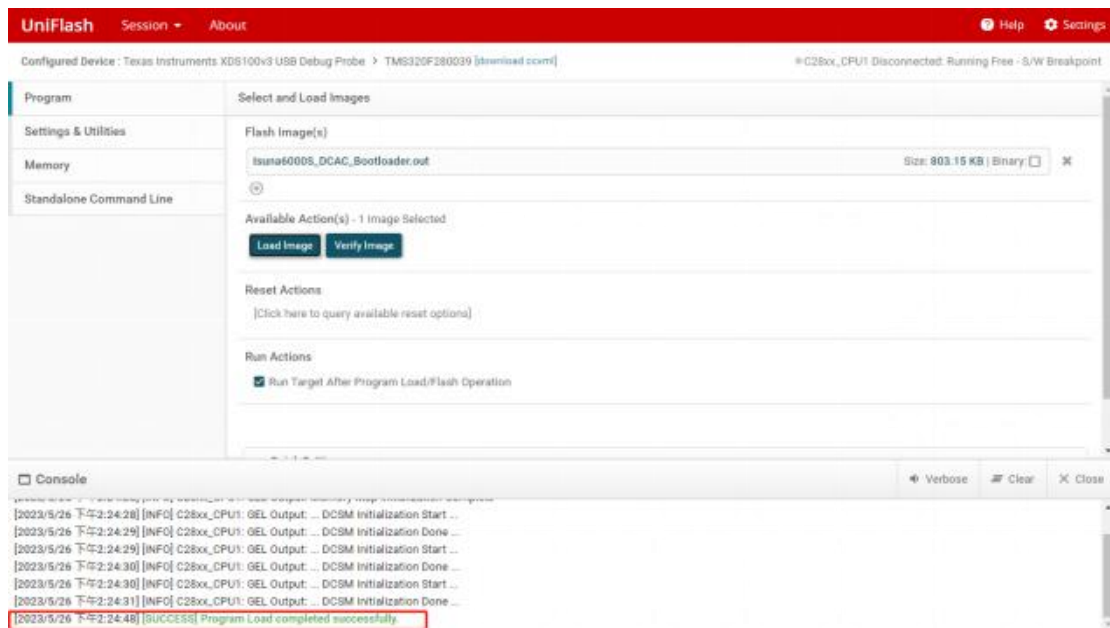 UniFlash Session About Help Settings
Configured Device : Texas Instruments XDS100v3 USB Debug Probe > TMS320F280039 [download ccxml] C28xx_CPU1 Disconnected: Running Free - S/W Breakpoint
Program
Select and Load Images
Settings & Utilities
Flash Image(s)
Memory
tsuna6000S_DCAC_Bootloader.out Size: 803.15 KB | Binary:
Standalone Command Line
Available Action(s) - 1 Image Selected
Load Image Verify Image
Reset Actions
[Click here to query available reset options]
Run Actions
Run Target After Program Load/Flash Operation
Console Verbose Clear Close
[2023/5/26 下午2:24:28] [INFO] C28xx_CPU1: GEL Output: ... DCSM Initialization Start ...
[2023/5/26 下午2:24:29] [INFO] C28xx_CPU1: GEL Output: ... DCSM Initialization Done ...
[2023/5/26 下午2:24:29] [INFO] C28xx_CPU1: GEL Output: ... DCSM Initialization Start ...
[2023/5/26 下午2:24:30] [INFO] C28xx_CPU1: GEL Output: ... DCSM Initialization Done ...
[2023/5/26 下午2:24:30] [INFO] C28xx_CPU1: GEL Output: ... DCSM Initialization Start ...
[2023/5/26 下午2:24:31] [INFO] C28xx_CPU1: GEL Output: ... DCSM Initialization Done ...
[2023/5/26 下午2:24:48] [SUCCESS] Program Load completed successfully.